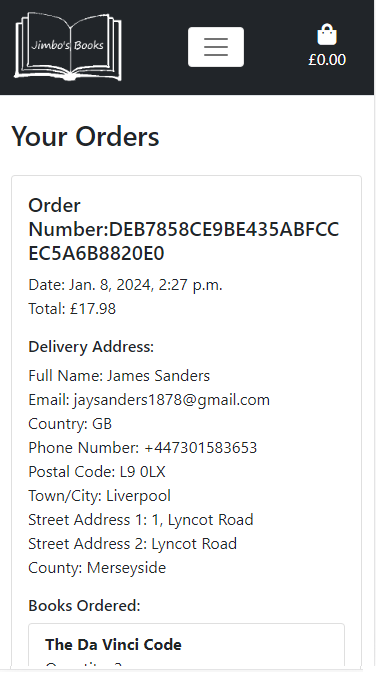 Jimbo's Books
£0.00
Your Orders
Order
Number:DEB7858CE9BE435ABFCC
EC5A6B8820E0
Date: Jan. 8, 2024, 2:27 p.m.
Total: £17.98
Delivery Address:
Full Name: James Sanders
Email: jaysanders1878@gmail.com
Country: GB
Phone Number: +447301583653
Postal Code: L9 0LX
Town/City: Liverpool
Street Address 1: 1, Lyncot Road
Street Address 2: Lyncot Road
County: Merseyside
Books Ordered:
The Da Vinci Code